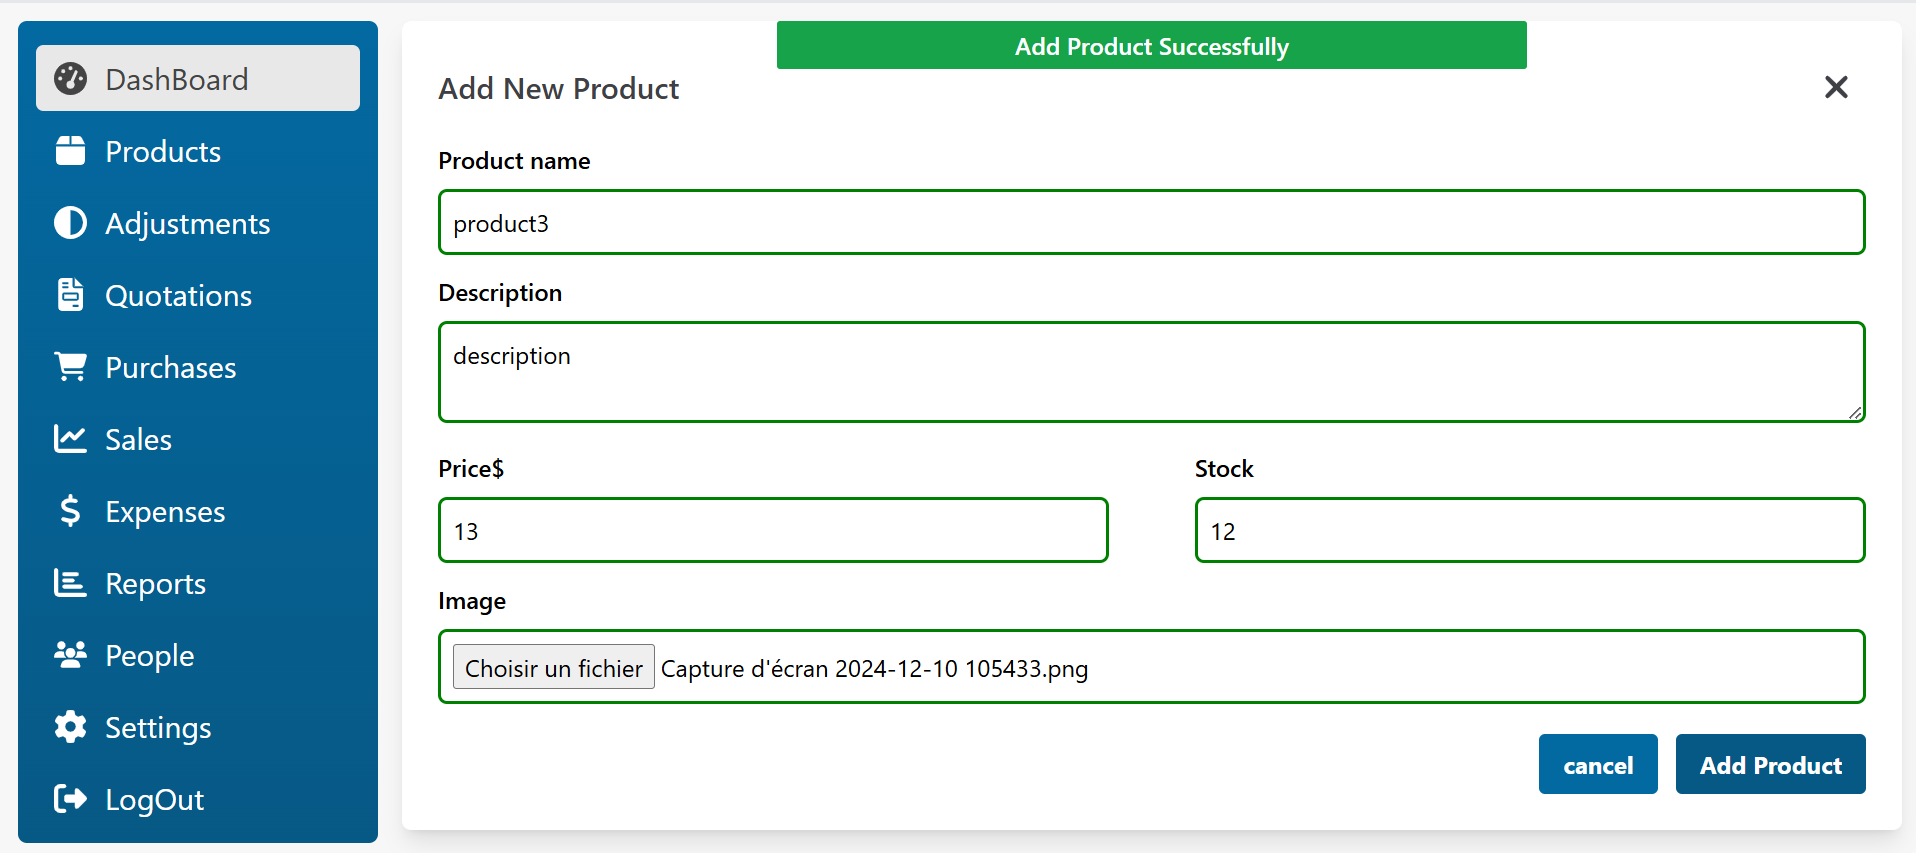 DashBoard
Products
Adjustments
Quotations
Purchases
Sales
Expenses
Reports
People
Settings
LogOut
Add Product Successfully
Add New Product
Product name
product3
Description
description
Price$ Stock
13 12
Image
Choisir un fichier Capture d'écran 2024-12-10 105433.png
cancel Add Product